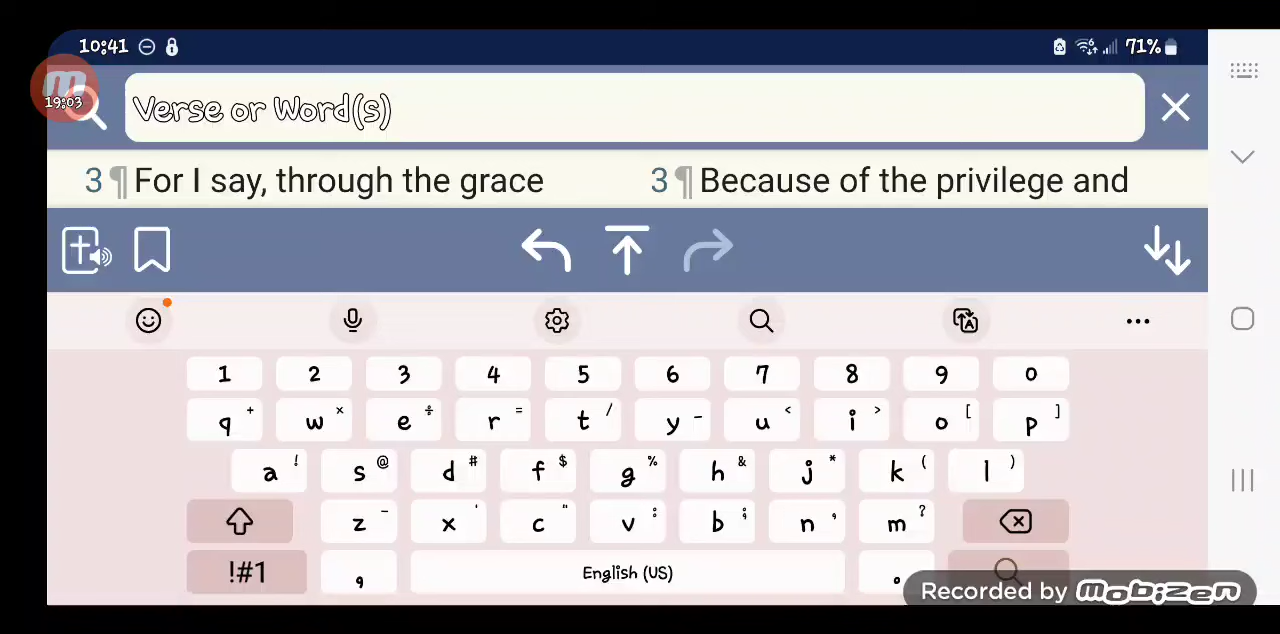 10:41 71%
19:03
Verse or Word(s)
3 ¶ For I say, through the grace 3 ¶ Because of the privilege and
1 2 3 4 5 6 7 8 9 0
q + w × e ÷ r = t / y - u < i > o [ p ]
a ! s @ d # f $ g % h & j * k ( l )
z - x ' c " v : b ; n , m ?
!#1 , English (US) .
Recorded by mobizen